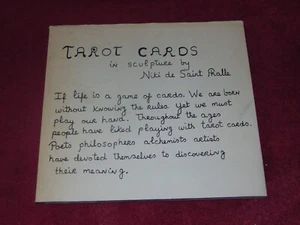 TAROT CARDS
in sculpture by
Niki de Saint Phalle
If life is a game of cards. We are born
without knowing the rules. Yet we must
play our hand. Throughout the ages
people have liked playing with tarot cards.
Poets philosophers alchemists artists
have devoted themselves to discovering
their meaning.